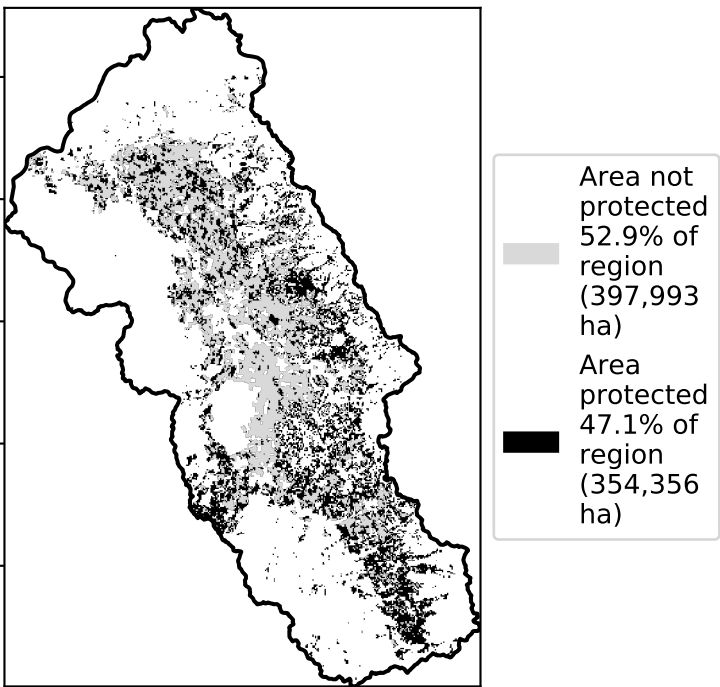 Area not
protected
52.9% of
region
(397,993
ha)
Area
protected
47.1% of
region
(354,356
ha)